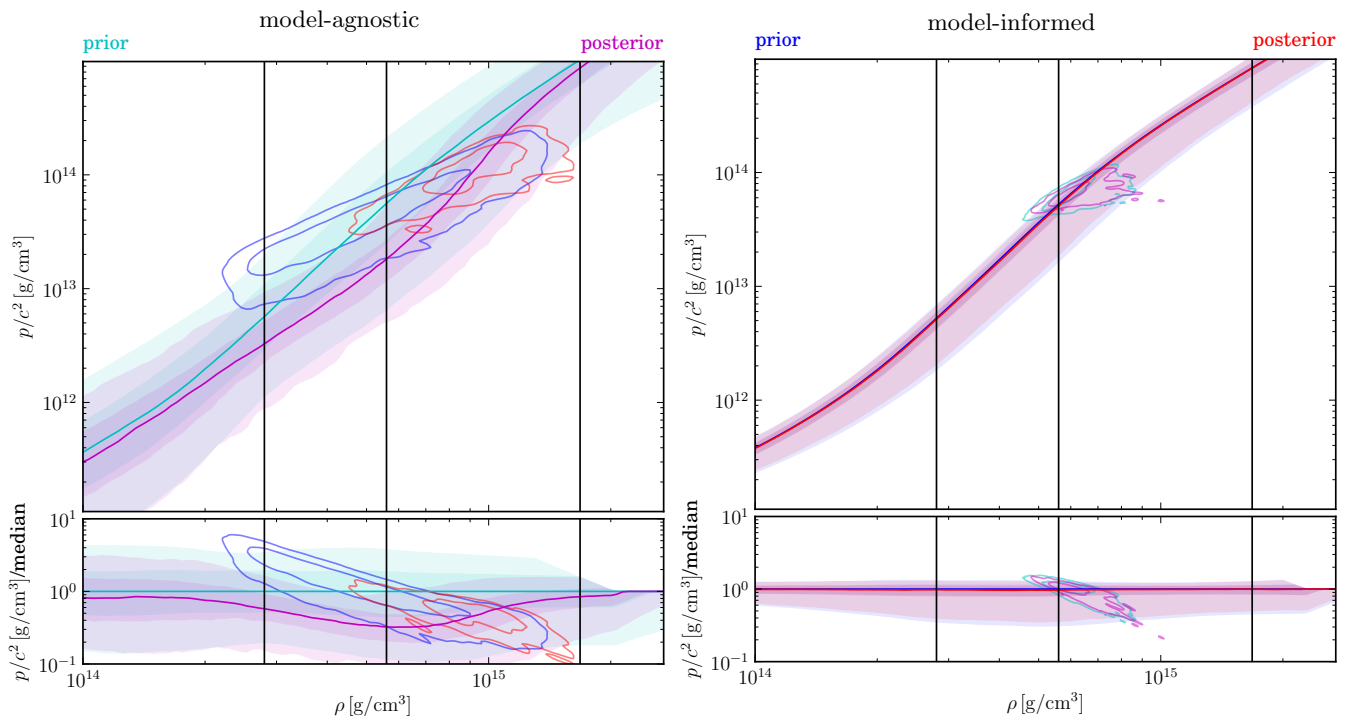 model-agnostic
prior posterior
10^14
10^13
10^12
p/c^2 [g/cm^3]
10^1
10^0
10^-1
p/c^2 [g/cm^3]/median
10^14 10^15
ρ [g/cm^3]
model-informed
prior posterior
10^14
10^13
10^12
p/c^2 [g/cm^3]
10^1
10^0
10^-1
p/c^2 [g/cm^3]/median
10^14 10^15
ρ [g/cm^3]